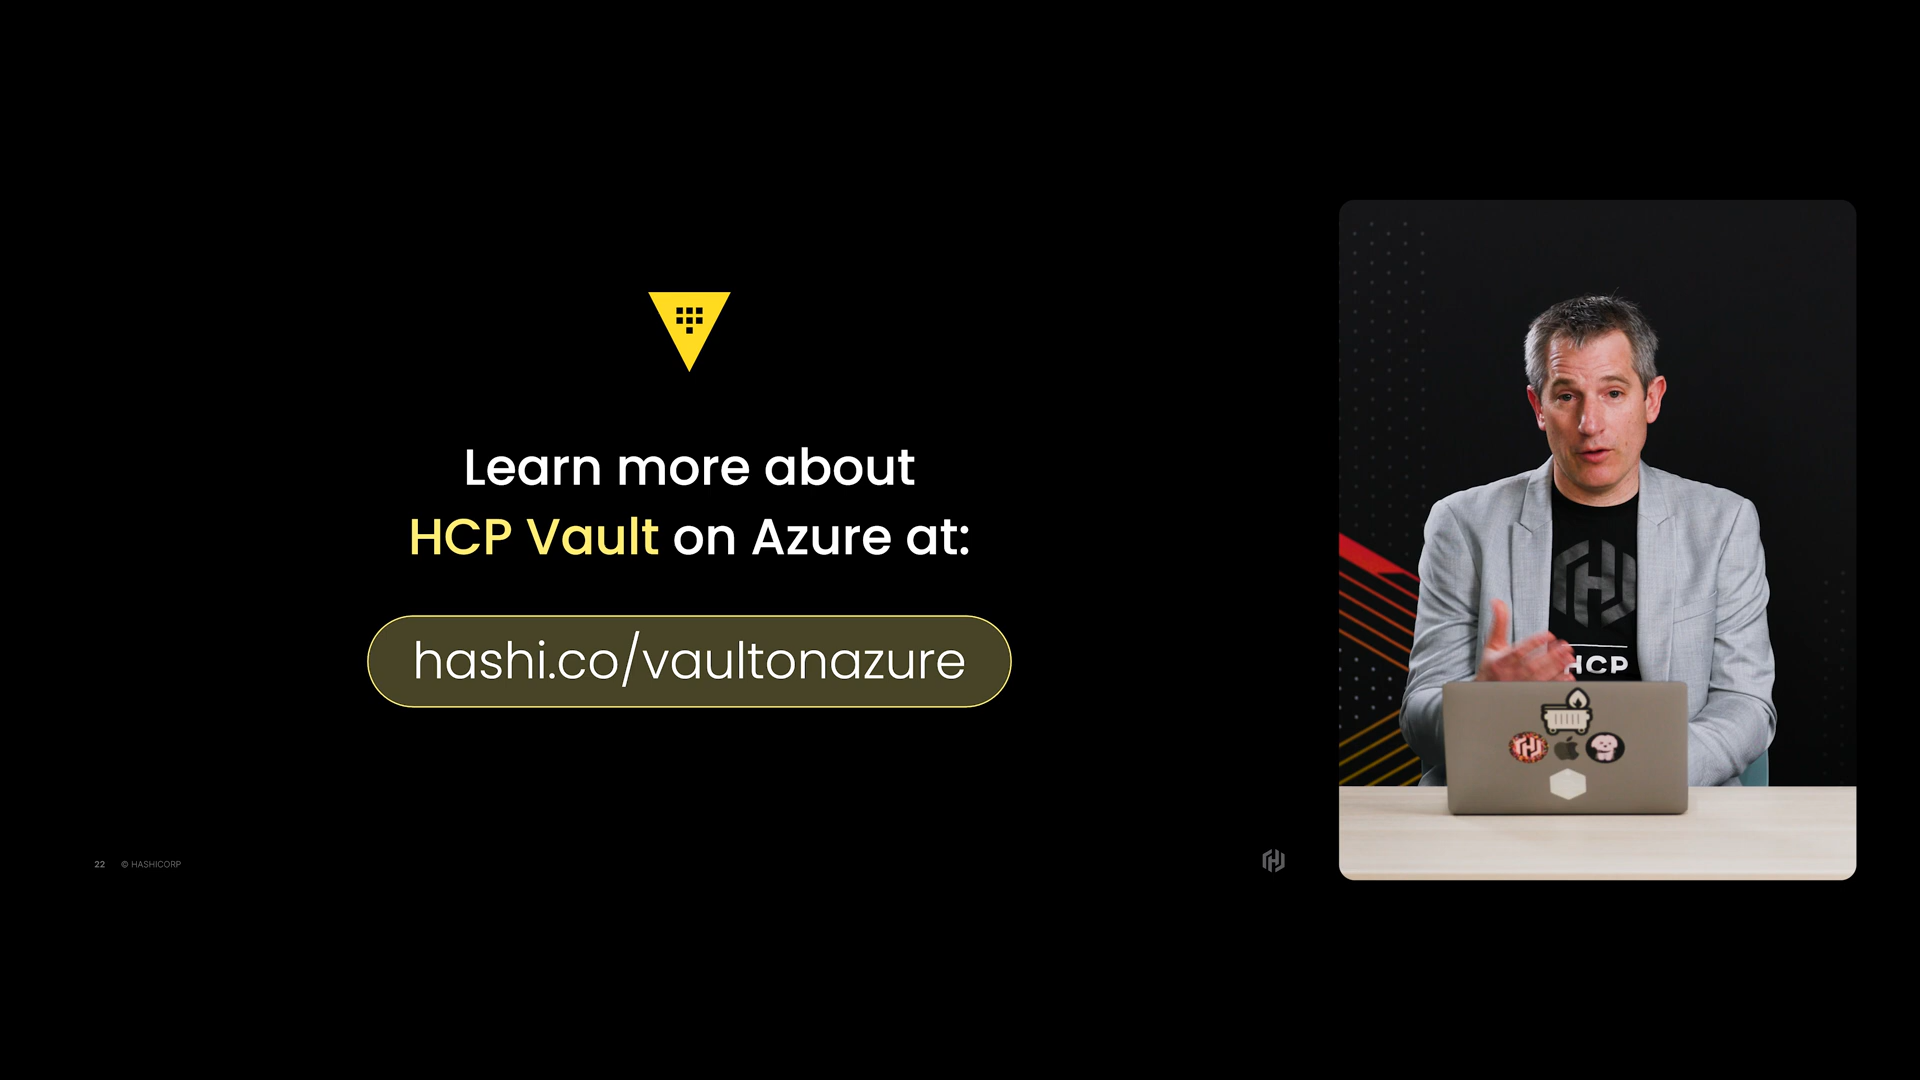 Learn more about
HCP Vault on Azure at:
hashi.co/vaultonazure
22 © HASHICORP
HCP